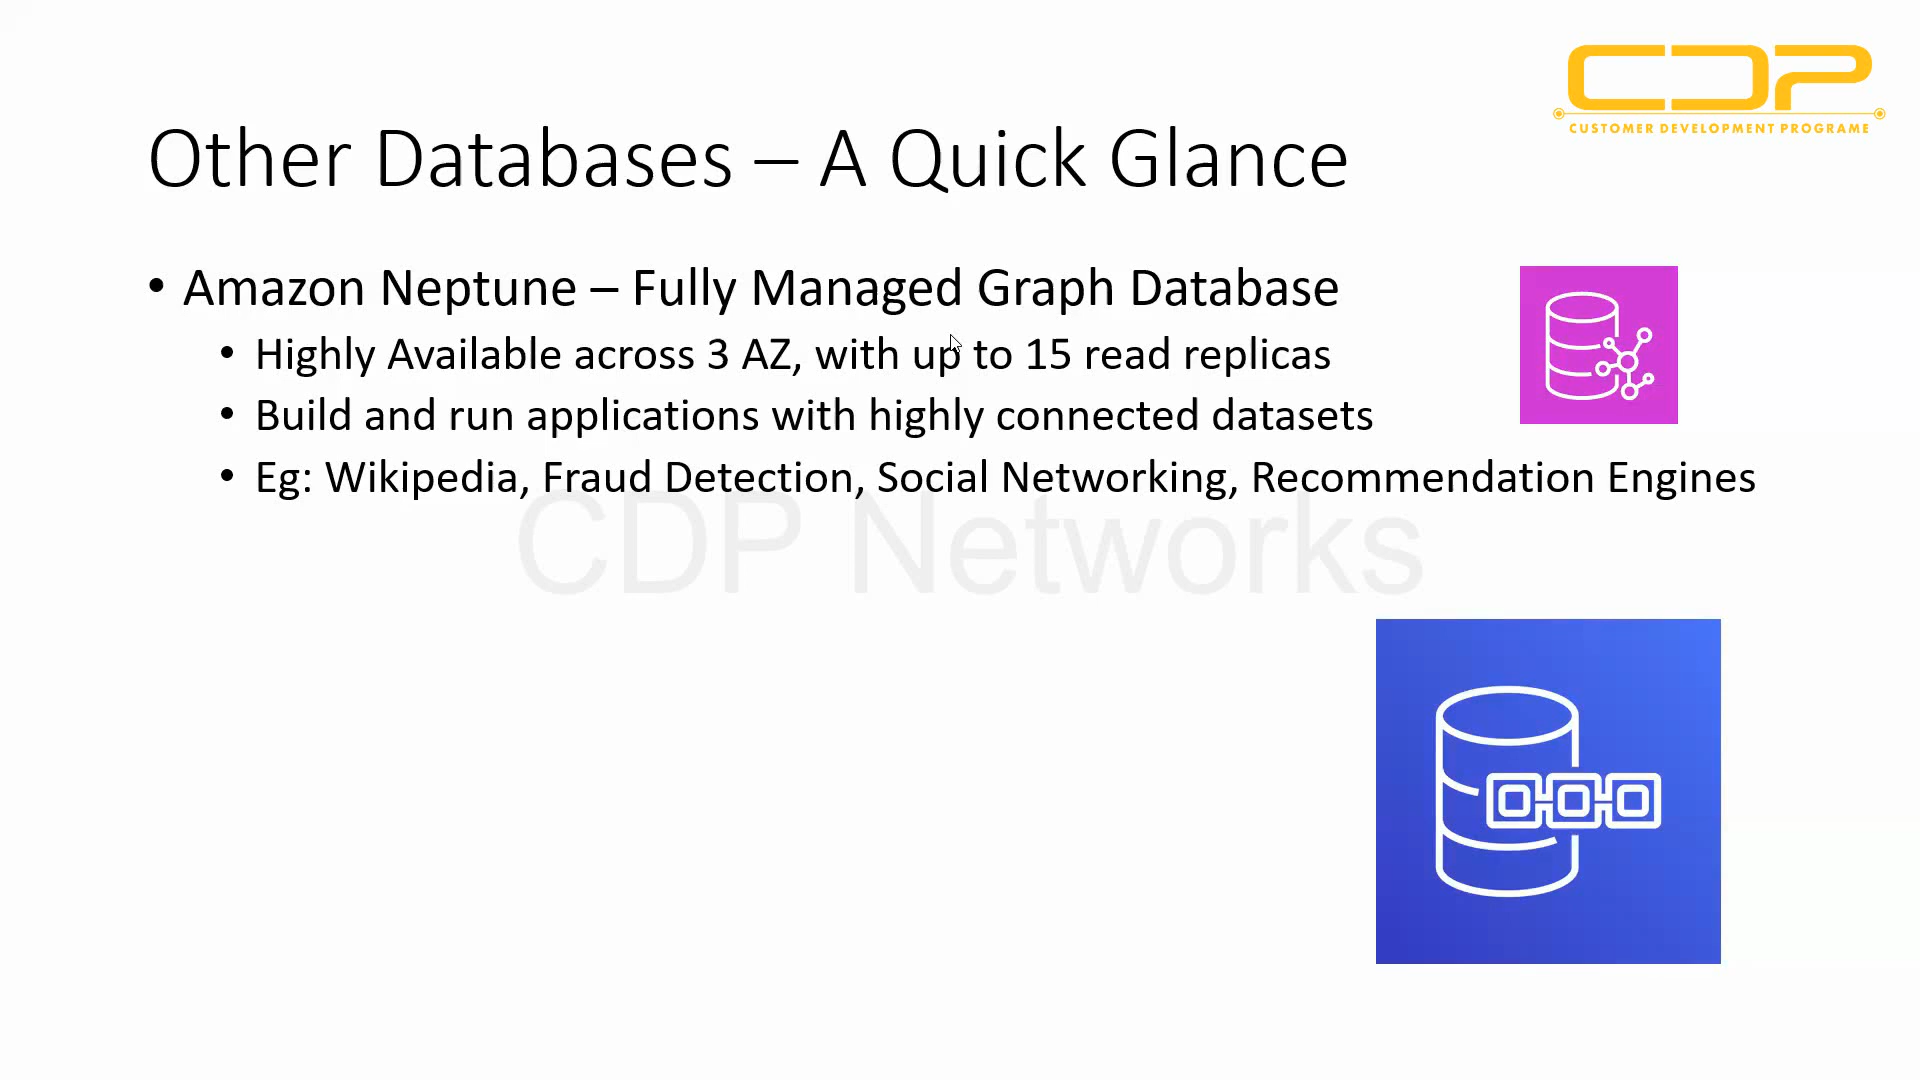 CDP
CUSTOMER DEVELOPMENT PROGRAME
Other Databases – A Quick Glance
• Amazon Neptune – Fully Managed Graph Database
• Highly Available across 3 AZ, with up to 15 read replicas
• Build and run applications with highly connected datasets
• Eg: Wikipedia, Fraud Detection, Social Networking, Recommendation Engines
CDP Networks